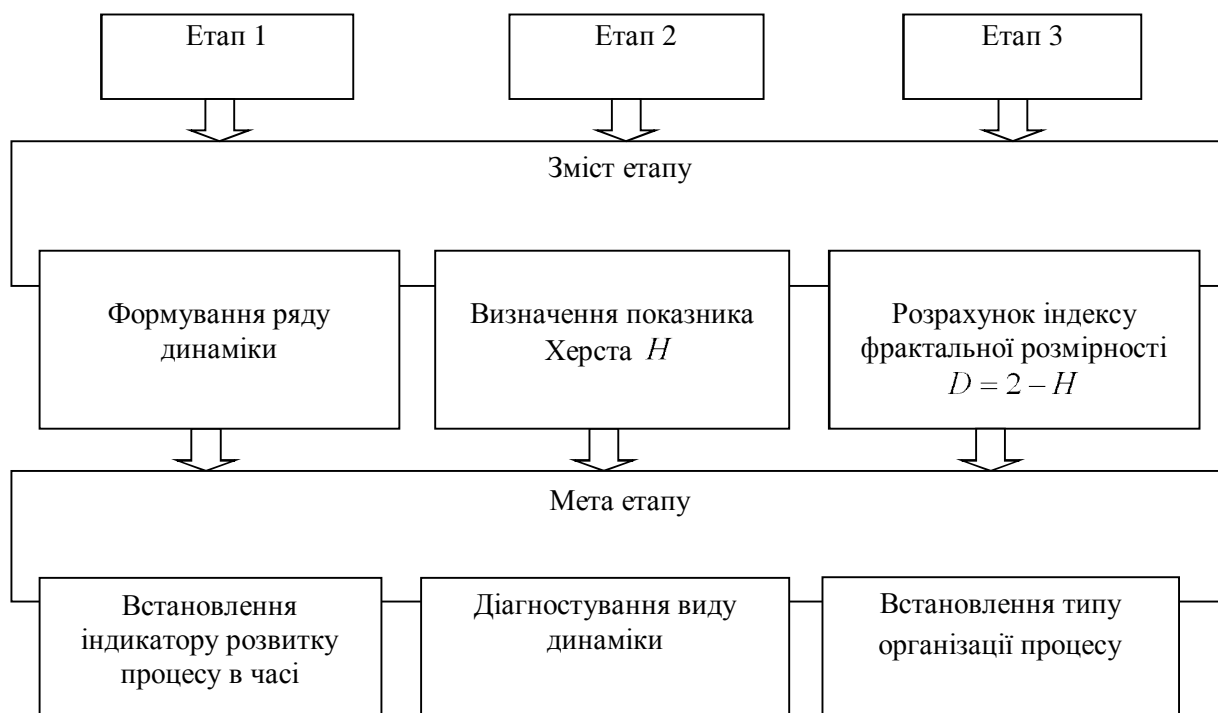 Етап 1
Етап 2
Етап 3
Зміст етапу
Формування ряду
динаміки
Визначення показника
Херста H
Розрахунок індексу
фрактальної розмірності
D = 2 – H
Мета етапу
Встановлення
індикатору розвитку
процесу в часі
Діагностування виду
динаміки
Встановлення типу
організації процесу